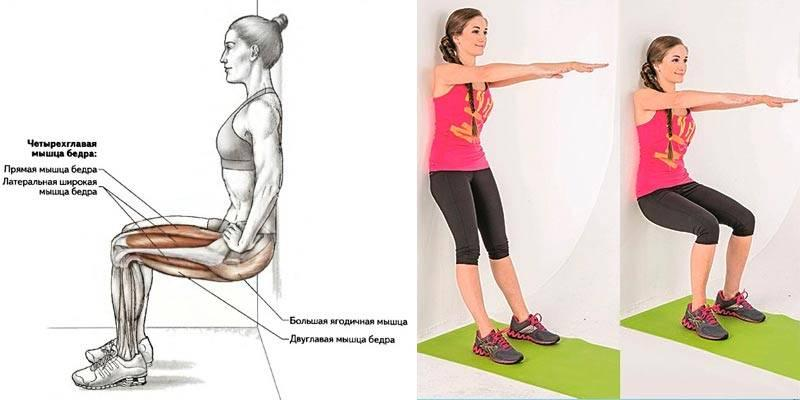 Четырехглавая
мышца бедра:
Прямая мышца бедра
Латеральная широкая
мышца бедра
Большая ягодичная мышца
Двуглавая мышца бедра